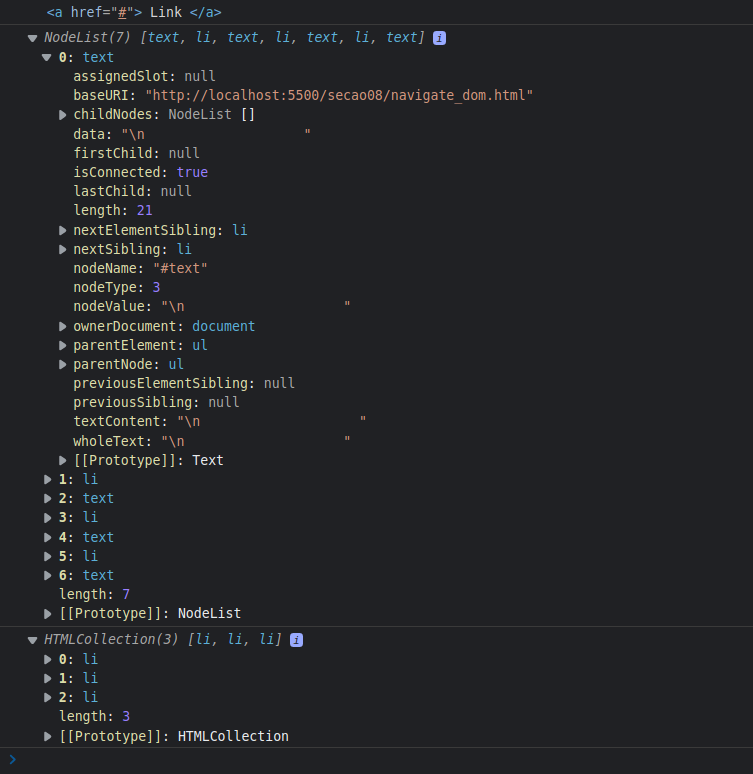 <a href="#"> Link </a>
NodeList(7) [text, li, text, li, text, li, text] i
0: text
assignedSlot: null
baseURI: "http://localhost:5500/secao08/navigate_dom.html"
childNodes: NodeList []
data: "\n                    "
firstChild: null
isConnected: true
lastChild: null
length: 21
nextElementSibling: li
nextSibling: li
nodeName: "#text"
nodeType: 3
nodeValue: "\n                    "
ownerDocument: document
parentElement: ul
parentNode: ul
previousElementSibling: null
previousSibling: null
textContent: "\n                    "
wholeText: "\n                    "
[[Prototype]]: Text
1: li
2: text
3: li
4: text
5: li
6: text
length: 7
[[Prototype]]: NodeList
HTMLCollection(3) [li, li, li] i
0: li
1: li
2: li
length: 3
[[Prototype]]: HTMLCollection